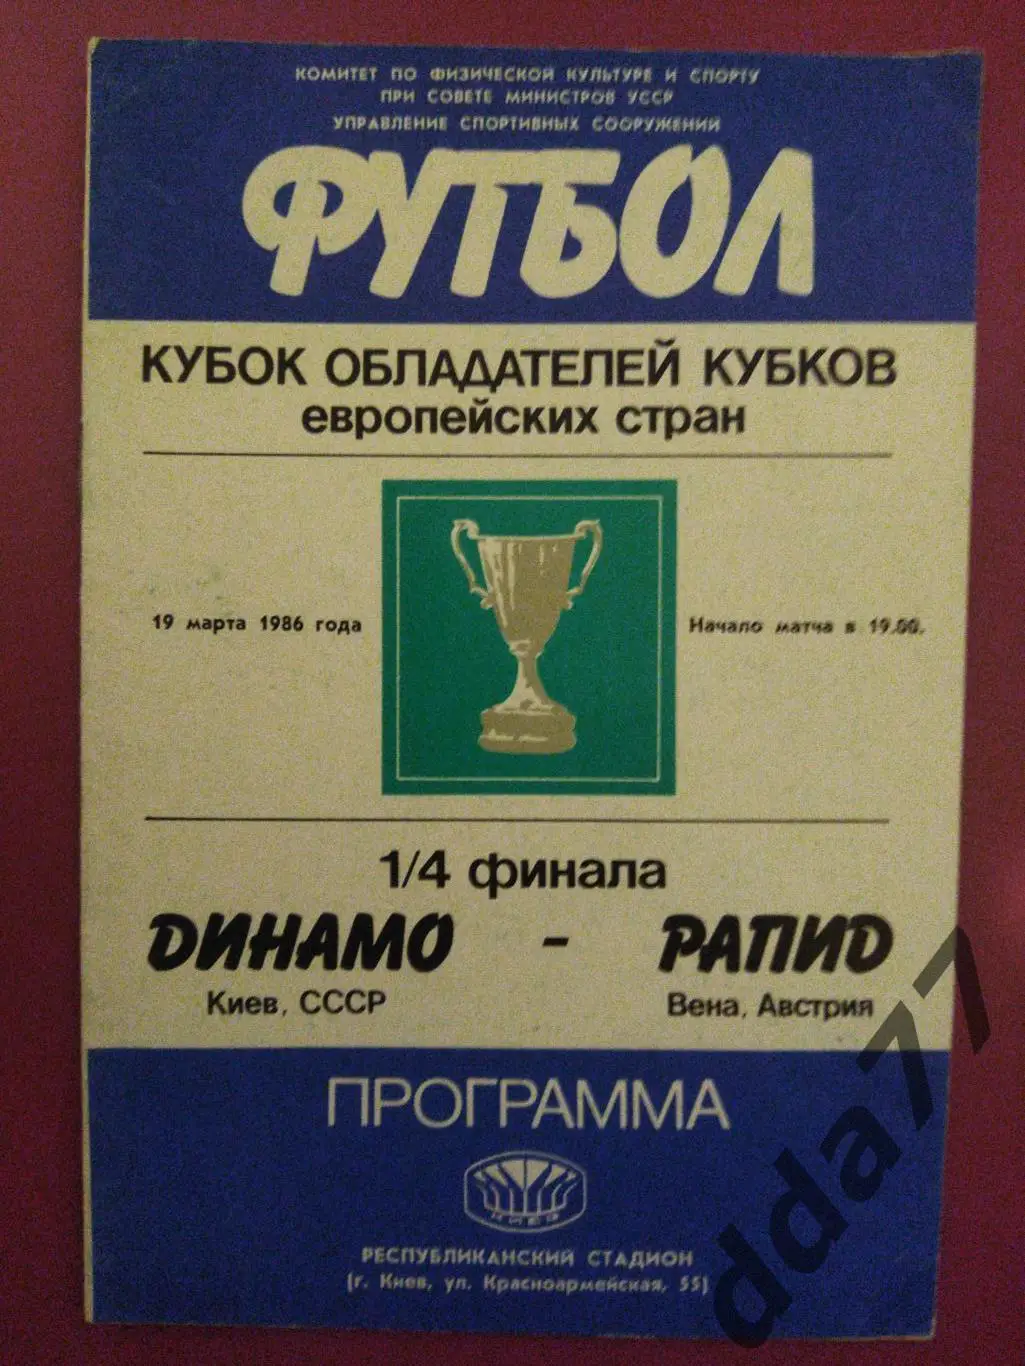 КОМИТЕТ ПО ФИЗИЧЕСКОЙ КУЛЬТУРЕ И СПОРТУ
ПРИ СОВЕТЕ МИНИСТРОВ УССР
УПРАВЛЕНИЕ СПОРТИВНЫХ СООРУЖЕНИЙ
ФУТБОЛ
КУБОК ОБЛАДАТЕЛЕЙ КУБКОВ
европейских стран
19 марта 1986 года
Начало матча в 19.00.
1/4 финала
ДИНАМО - РАПИД
Киев, СССР
Вена, Австрия
ПРОГРАММА
КИЕВ
РЕСПУБЛИКАНСКИЙ СТАДИОН
(г. Киев, ул. Красноармейская, 55)
dda77